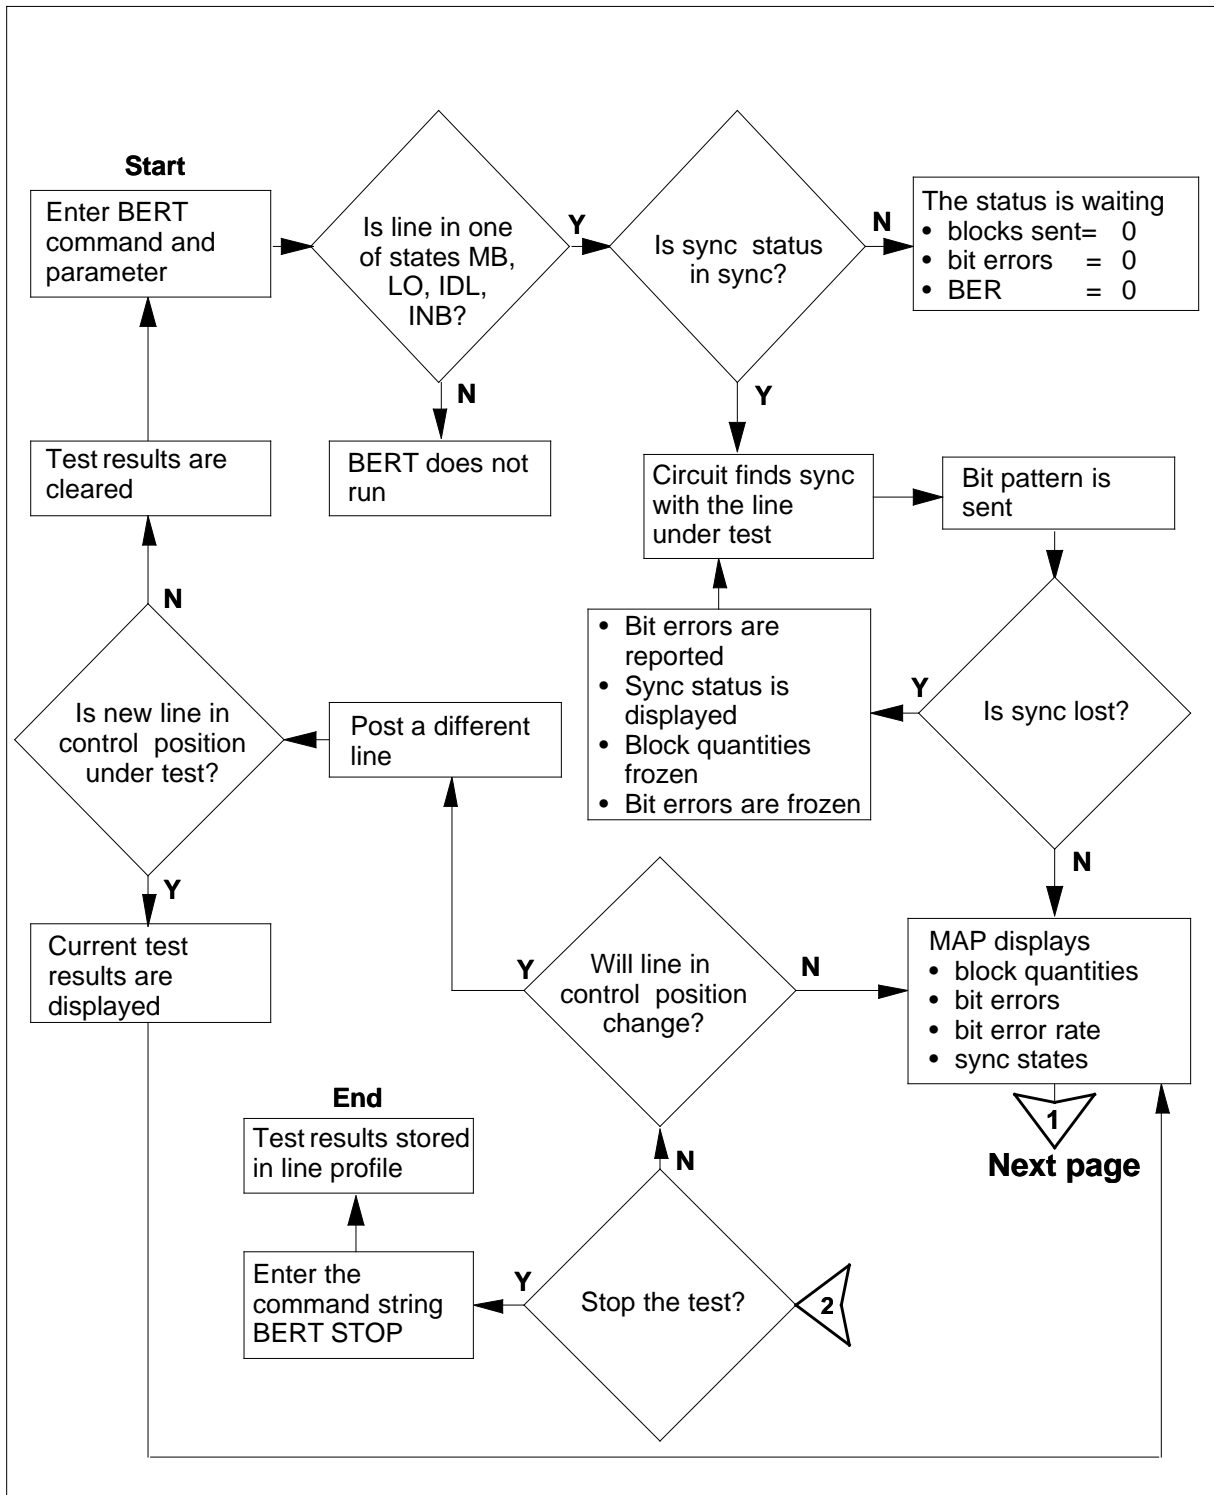 Start
Enter BERT
command and
parameter
Is line in one
of states MB,
LO, IDL,
INB?
Y
N
Is sync status
in sync?
N
Y
The status is waiting
• blocks sent= 0
• bit errors = 0
• BER = 0
Test results are
cleared
BERT does not
run
Circuit finds sync
with the line
under test
Bit pattern is
sent
N
Is new line in
control position
under test?
Y
Post a different
line
• Bit errors are
reported
• Sync status is
displayed
• Block quantities
frozen
• Bit errors are frozen
Y
Is sync lost?
N
Current test
results are
displayed
Y
Will line in
control position
change?
N
MAP displays
• block quantities
• bit errors
• bit error rate
• sync states
1
Next page
End
Test results stored
in line profile
N
Enter the
command string
BERT STOP
Y
Stop the test?
2